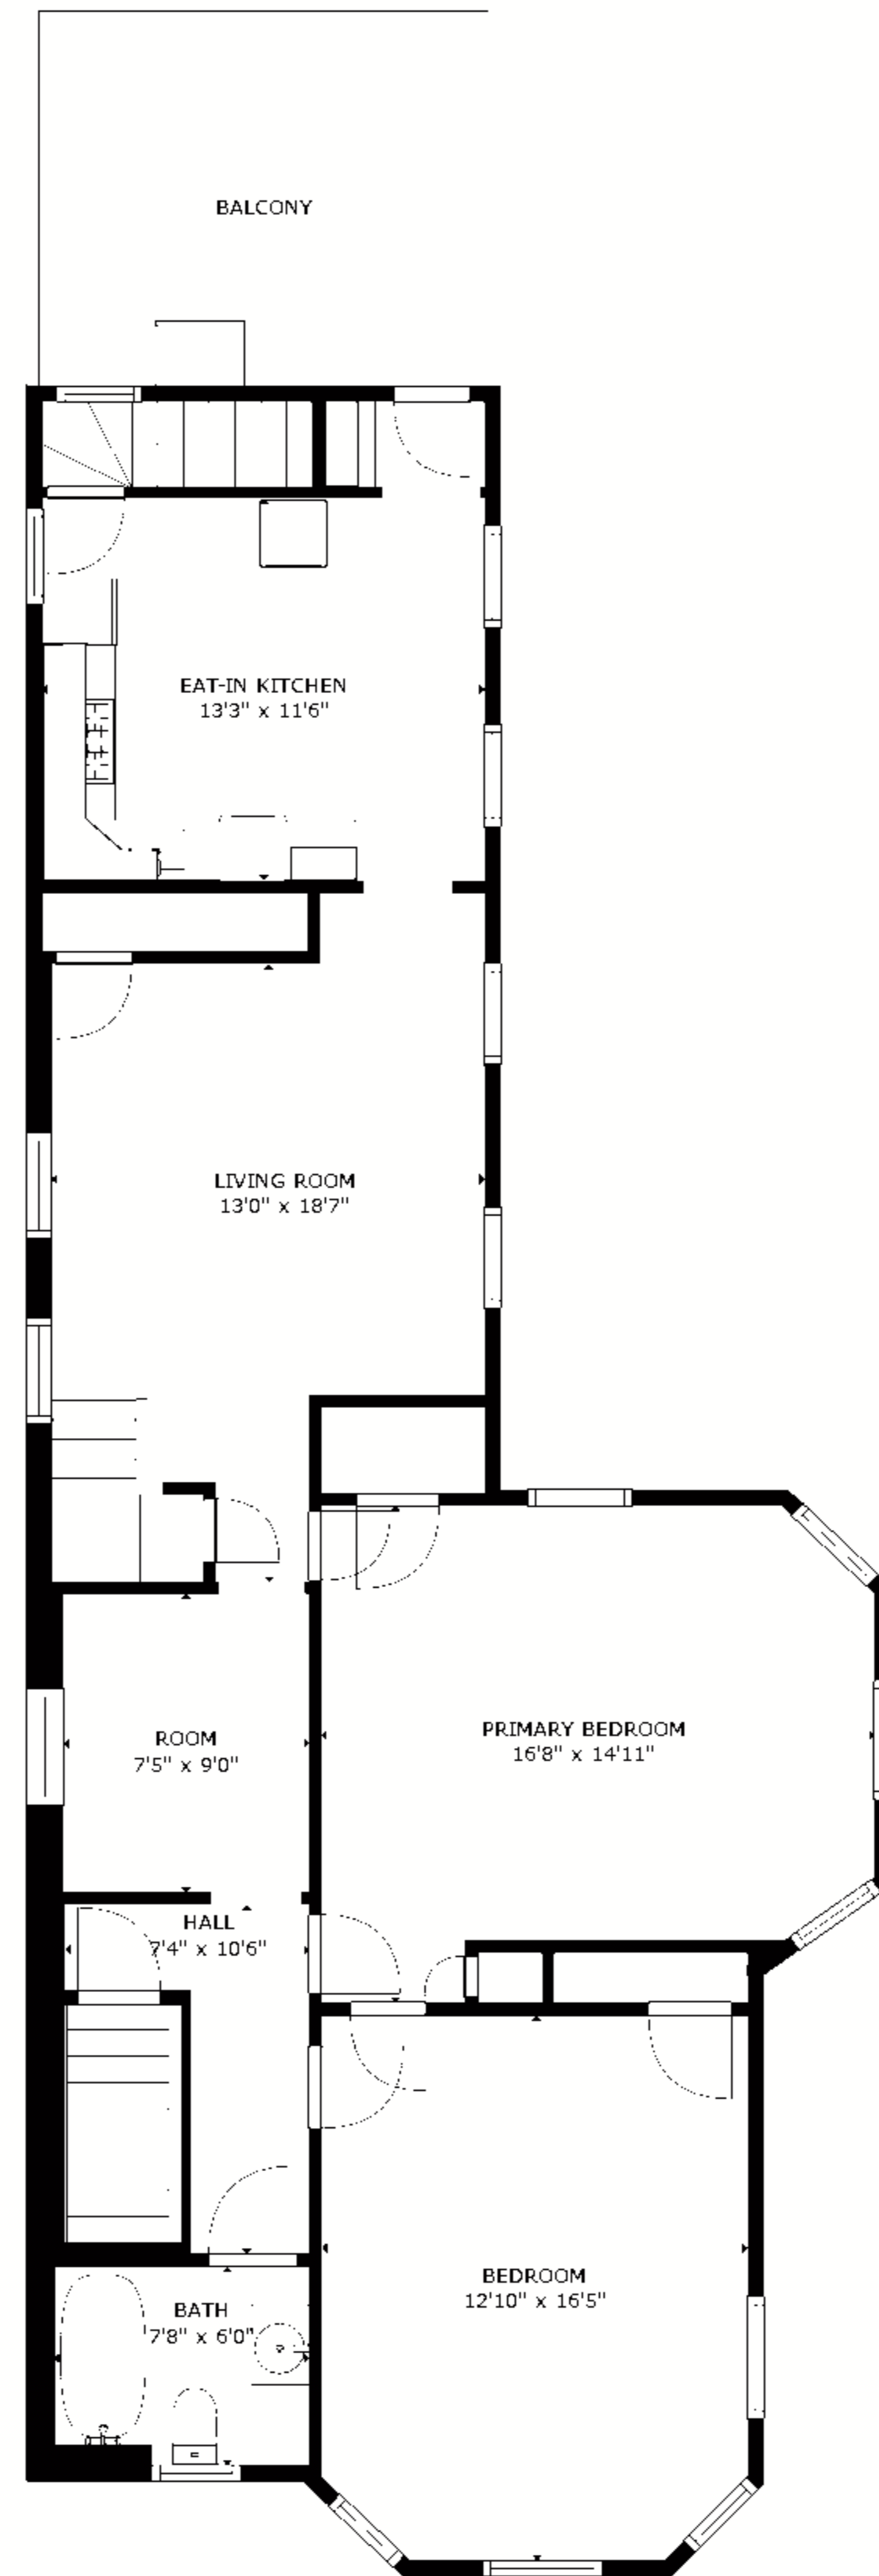 BALCONY
EAT-IN KITCHEN
13'3" x 11'6"
LIVING ROOM
13'0" x 18'7"
PRIMARY BEDROOM
16'8" x 14'11"
ROOM
7'5" x 9'0"
HALL
7'4" x 10'6"
BEDROOM
12'10" x 16'5"
BATH
7'8" x 6'0"